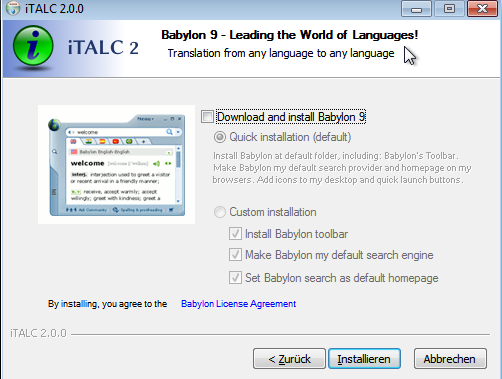 iTALC 2.0.0
iTALC 2
Babylon 9 - Leading the World of Languages!
Translation from any language to any language
welcome
Babylon English-English
welcome
interj. interjection used to greet a visitor
or recent arrival in a friendly manner;
v. receive, accept warmly; accept
willingly; greet with kindness; greet a
Ask Community
Spelling & proofreading
Download and install Babylon 9
Quick installation (default)
Install Babylon at default folder, including: Babylon's Toolbar.
Make Babylon my default search provider and homepage on my
browsers. Add icons to my desktop and quick launch buttons.
Custom installation
Install Babylon toolbar
Make Babylon my default search engine
Set Babylon search as default homepage
By installing, you agree to the Babylon License Agreement
iTALC 2.0.0
< Zurück Installieren Abbrechen